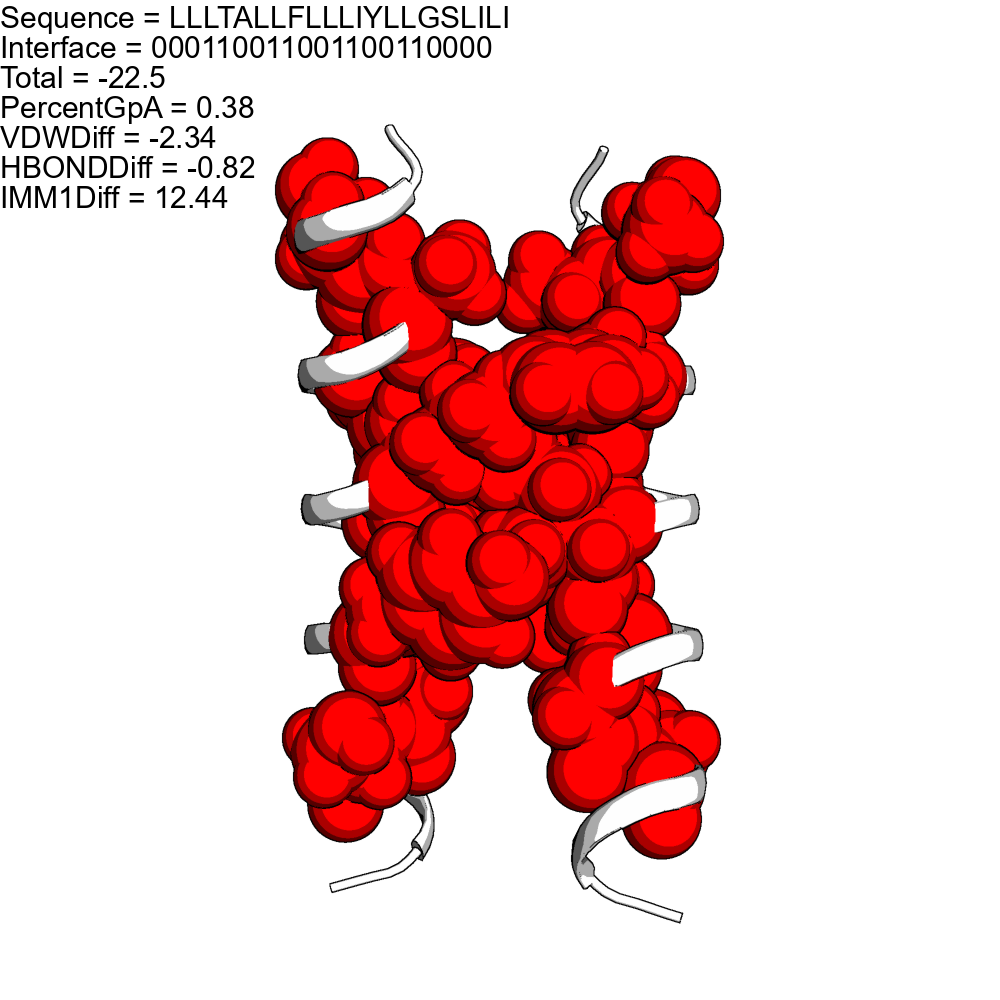 Sequence = LLLTALLFLLLIYLLGSLILI
Interface = 000110011001100110000
Total = -22.5
PercentGpA = 0.38
VDWDiff = -2.34
HBONDDiff = -0.82
IMM1Diff = 12.44